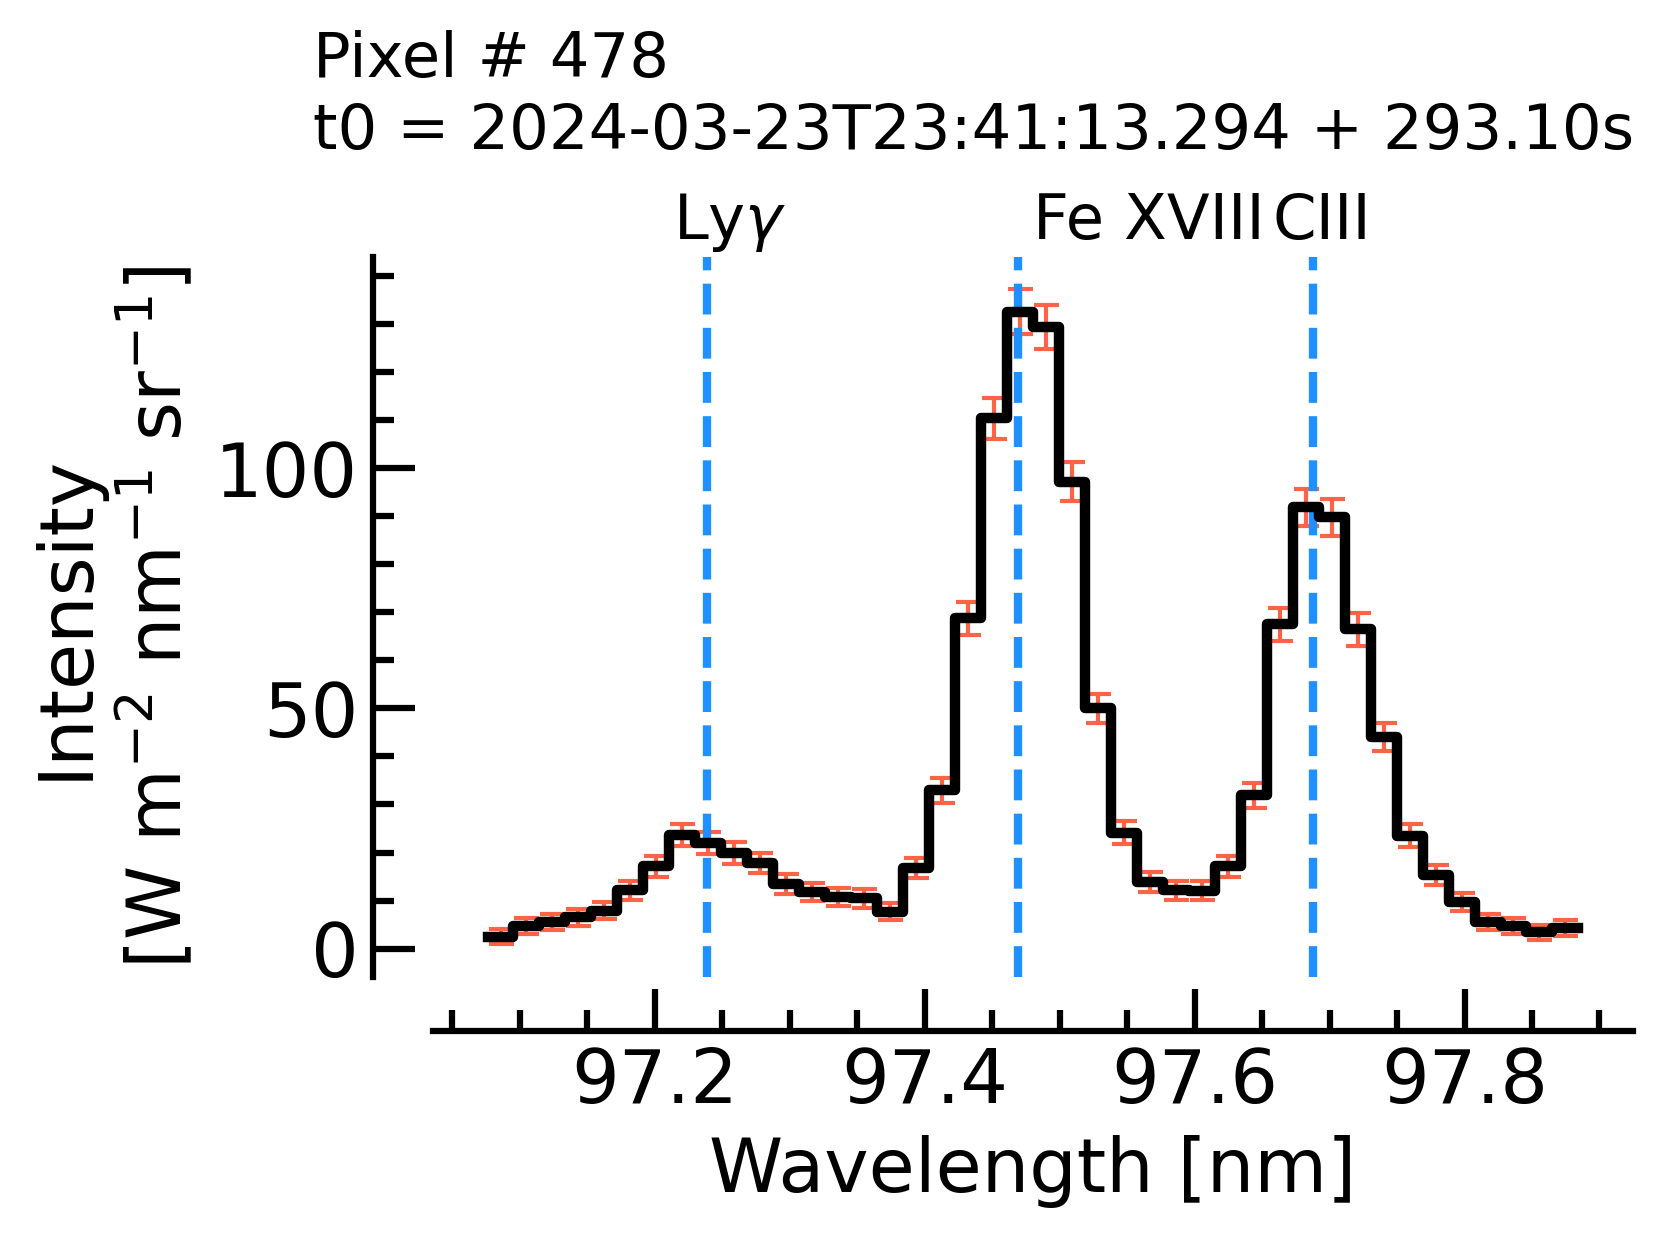 Pixel # 478
t0 = 2024-03-23T23:41:13.294 + 293.10s
Lyγ Fe XVIII CIII
Intensity
[W m⁻² nm⁻¹ sr⁻¹]
100
50
0
97.2 97.4 97.6 97.8
Wavelength [nm]